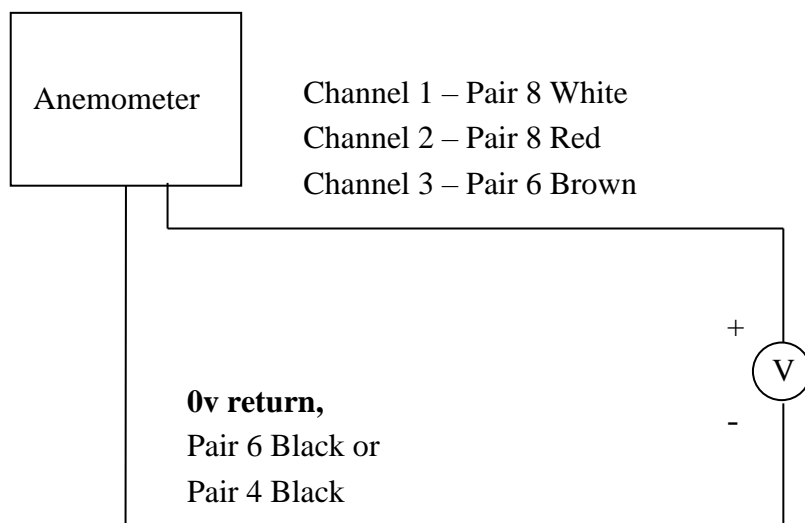 Anemometer
Channel 1 – Pair 8 White
Channel 2 – Pair 8 Red
Channel 3 – Pair 6 Brown
+
V
-
0v return,
Pair 6 Black or
Pair 4 Black